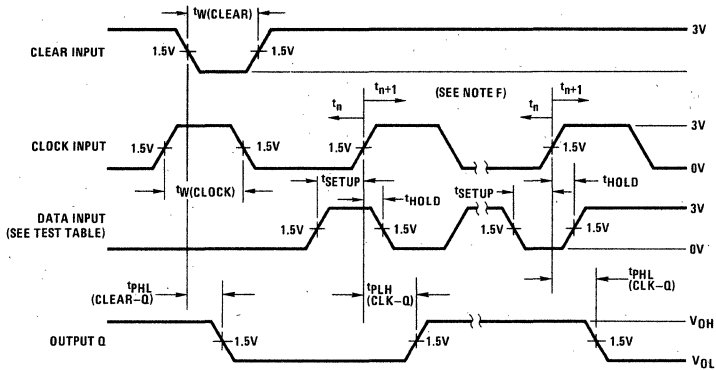 tW(CLEAR)
CLEAR INPUT
1.5V
1.5V
3V
tn
tn+1
(SEE NOTE F)
tn
tn+1
CLOCK INPUT
1.5V
1.5V
1.5V
1.5V
3V
0V
tW(CLOCK)
tSETUP
tHOLD
tSETUP
tHOLD
DATA INPUT
(SEE TEST TABLE)
1.5V
1.5V
1.5V
1.5V
3V
0V
tPHL
(CLEAR–Q)
tPLH
(CLK–Q)
tPHL
(CLK–Q)
OUTPUT Q
1.5V
1.5V
1.5V
VOH
VOL